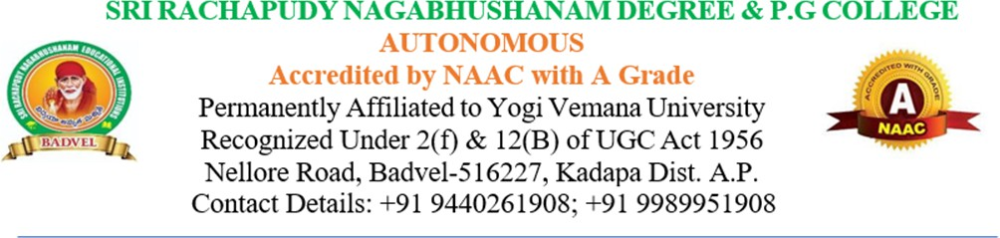 SRI RACHAPUDY NAGABHUSHANAM DEGREE & P.G COLLEGE
AUTONOMOUS
Accredited by NAAC with A Grade
Permanently Affiliated to Yogi Vemana University
Recognized Under 2(f) & 12(B) of UGC Act 1956
Nellore Road, Badvel-516227, Kadapa Dist. A.P.
Contact Details: +91 9440261908; +91 9989951908
SRI RACHAPUDY NAGABHUSHANAM EDUCATIONAL INSTITUTIONS
BADVEL
ACCREDITED WITH GRADE
A
NAAC